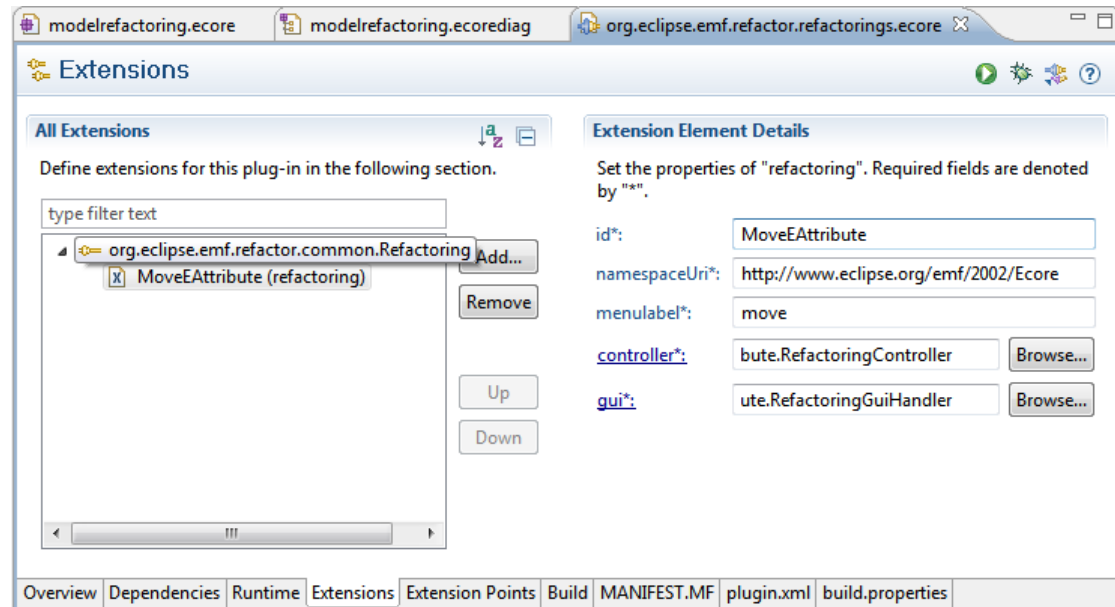 modelrefactoring.ecore
modelrefactoring.ecorediag
org.eclipse.emf.refactor.refactorings.ecore
Extensions
All Extensions
Define extensions for this plug-in in the following section.
type filter text
org.eclipse.emf.refactor.common.Refactoring
MoveEAttribute (refactoring)
Add...
Remove
Up
Down
Extension Element Details
Set the properties of "refactoring". Required fields are denoted
by "*".
id*: MoveEAttribute
namespaceUri*: http://www.eclipse.org/emf/2002/Ecore
menulabel*: move
controller*: bute.RefactoringController Browse...
gui*: ute.RefactoringGuiHandler Browse...
Overview Dependencies Runtime Extensions Extension Points Build MANIFEST.MF plugin.xml build.properties